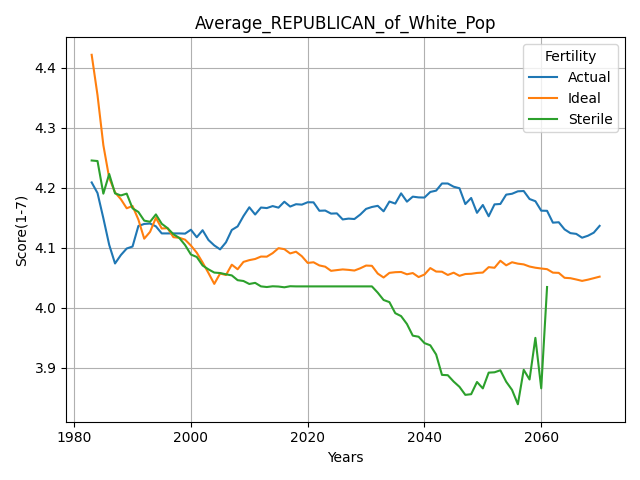 Average_REPUBLICAN_of_White_Pop
Fertility
Actual
Ideal
Sterile
Score(1-7)
4.4
4.3
4.2
4.1
4.0
3.9
1980 2000 2020 2040 2060
Years